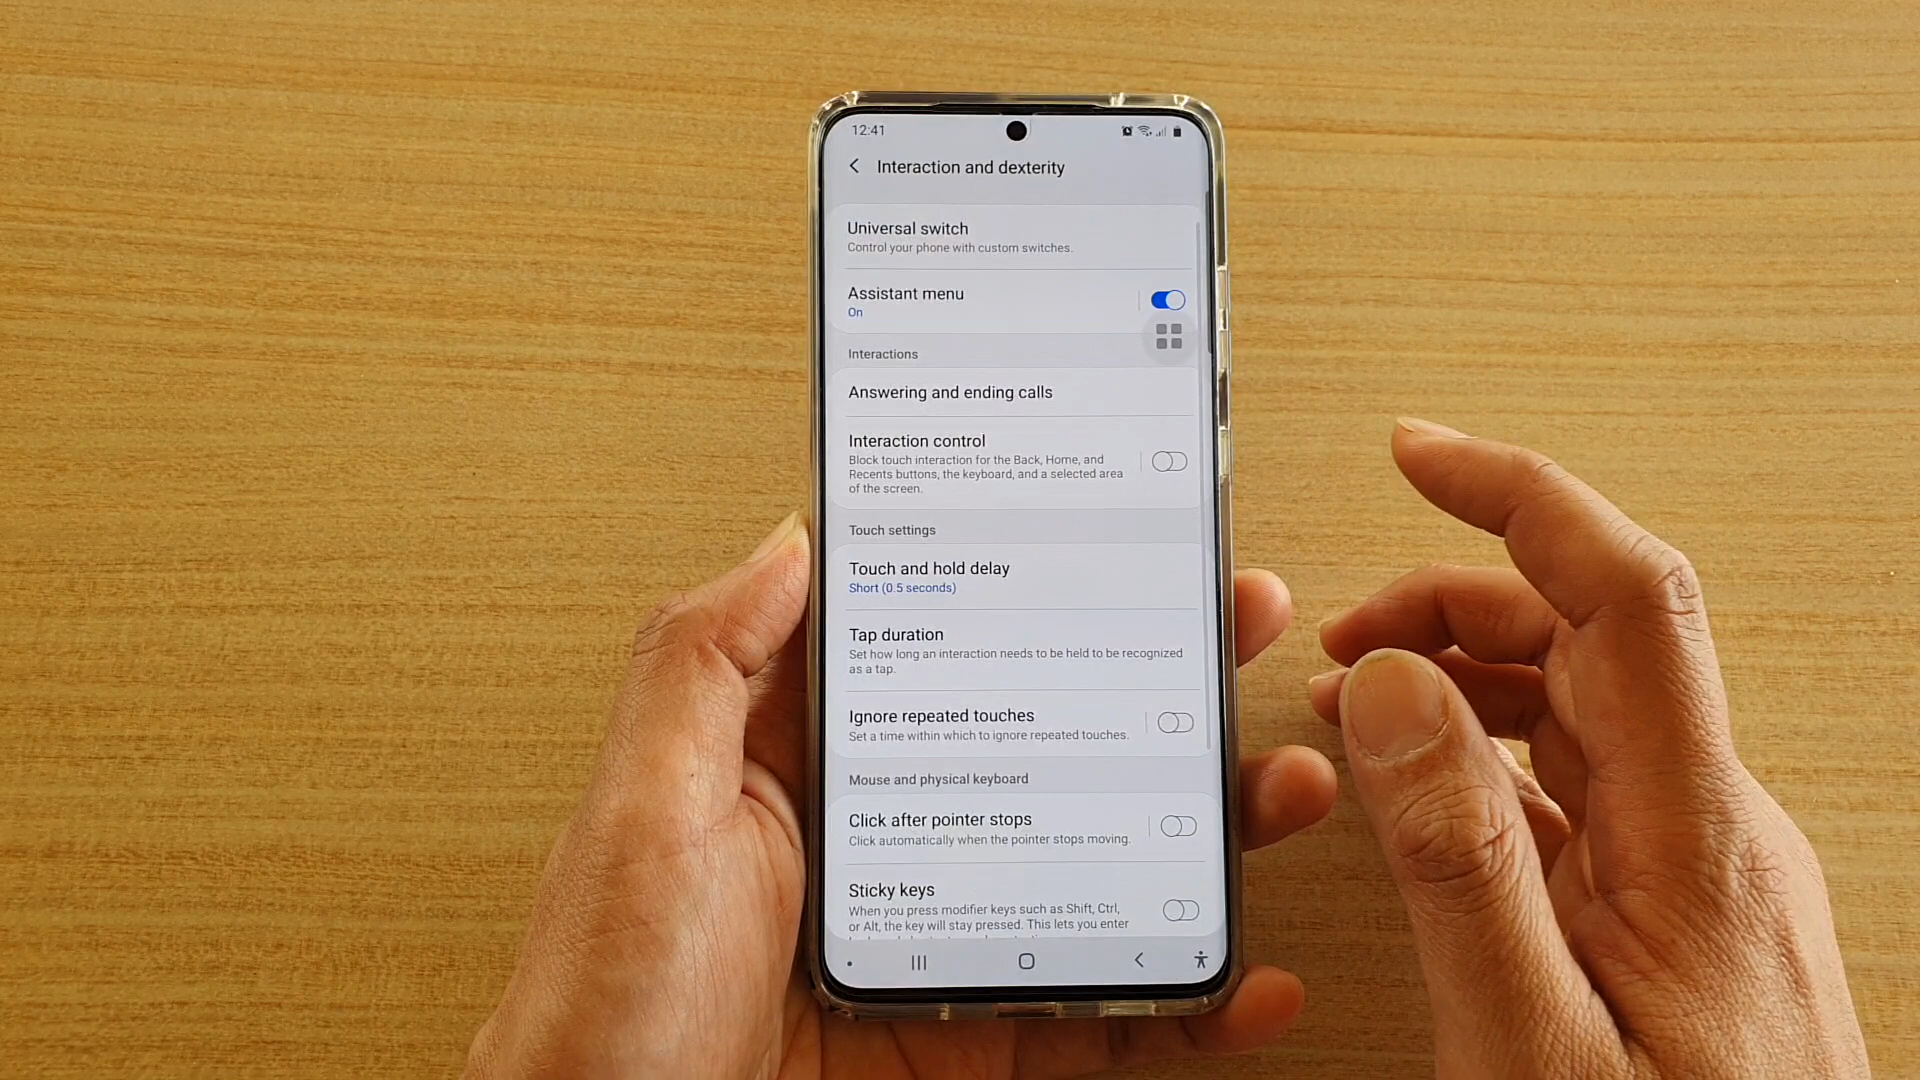 12:41
Interaction and dexterity
Universal switch
Control your phone with custom switches.
Assistant menu
On
Interactions
Answering and ending calls
Interaction control
Block touch interaction for the Back, Home, and
Recents buttons, the keyboard, and a selected area
of the screen.
Touch settings
Touch and hold delay
Short (0.5 seconds)
Tap duration
Set how long an interaction needs to be held to be recognized
as a tap.
Ignore repeated touches
Set a time within which to ignore repeated touches.
Mouse and physical keyboard
Click after pointer stops
Click automatically when the pointer stops moving.
Sticky keys
When you press modifier keys such as Shift, Ctrl,
or Alt, the key will stay pressed. This lets you enter